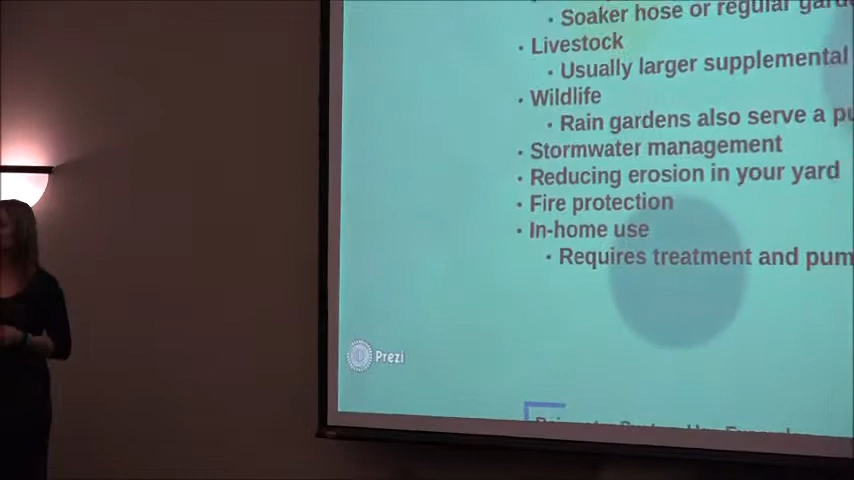 • Soaker hose or regular
• Livestock
• Usually larger supplemental
• Wildlife
• Rain gardens also serve a
• Stormwater management
• Reducing erosion in your yard
• Fire protection
• In-home use
• Requires treatment and
Prezi